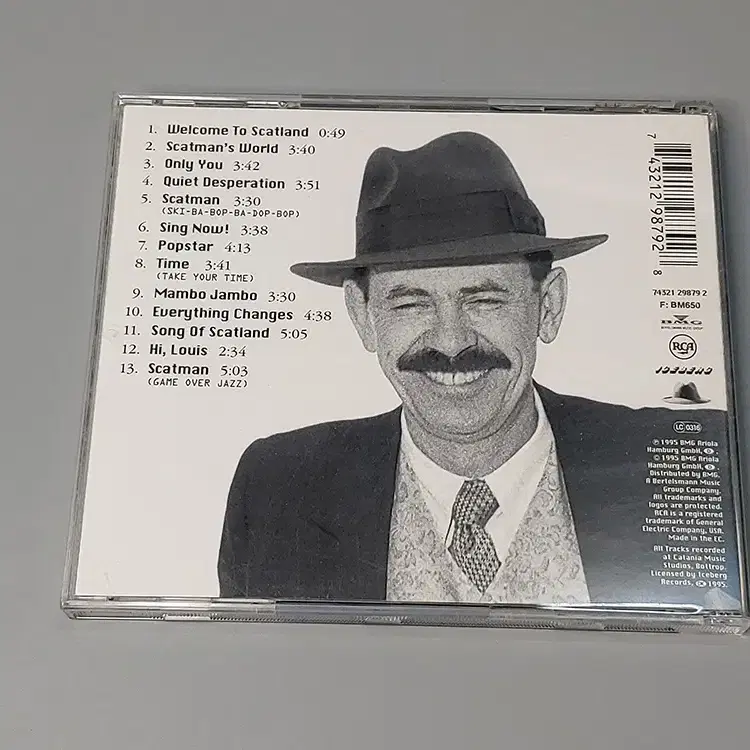 1. Welcome To Scatland 0:49
2. Scatman's World 3:40
3. Only You 3:42
4. Quiet Desperation 3:51
5. Scatman 3:30
(SKI-BA-BOP-BA-DOP-BOP)
6. Sing Now! 3:38
7. Popstar 4:13
8. Time 3:41
(TAKE YOUR TIME)
9. Mambo Jambo 3:30
10. Everything Changes 4:38
11. Song Of Scatland 5:05
12. Hi, Louis 2:34
13. Scatman 5:03
(GAME OVER JAZZ)
7 43212 98792 8
74321 29879 2
F: BM650
BMG
RCA
ICEBERG
LC 0316
℗ 1995 BMG Ariola
Hamburg GmbH,
© 1995 BMG Ariola
Hamburg GmbH,
Distributed by BMG.
A Bertelsmann Music
Group Company.
All trademarks and
logos are protected.
RCA is a registered
trademark of General
Electric Company, USA.
Made in the EC.
All Tracks recorded
at Catania Music
Studios, Bottrop.
Licensed by Iceberg
Records, 1995.